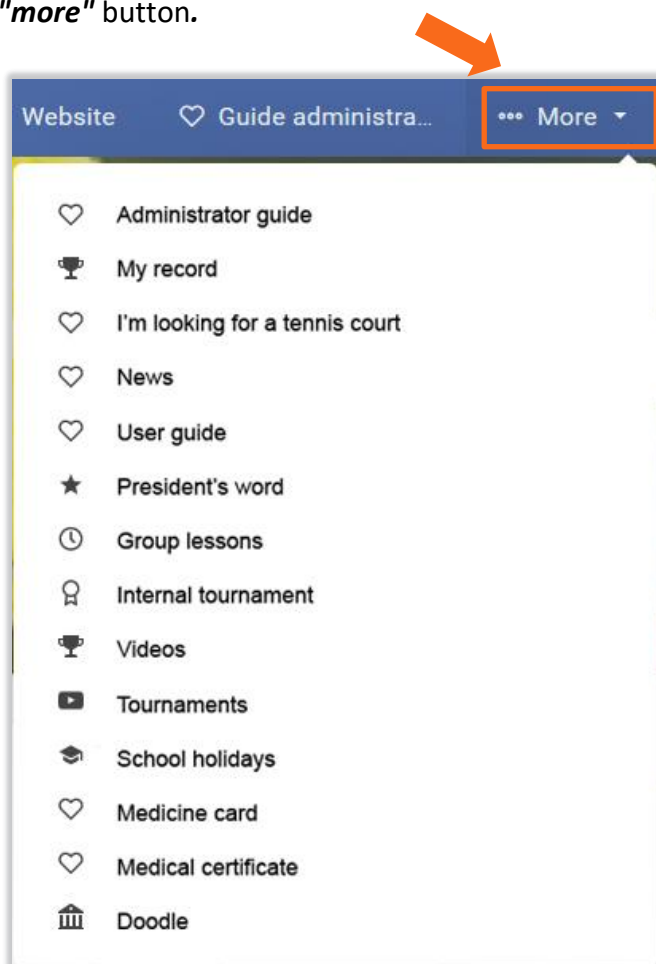 "more" button.
Website Guide administra... ••• More
Administrator guide
My record
I'm looking for a tennis court
News
User guide
President's word
Group lessons
Internal tournament
Videos
Tournaments
School holidays
Medicine card
Medical certificate
Doodle